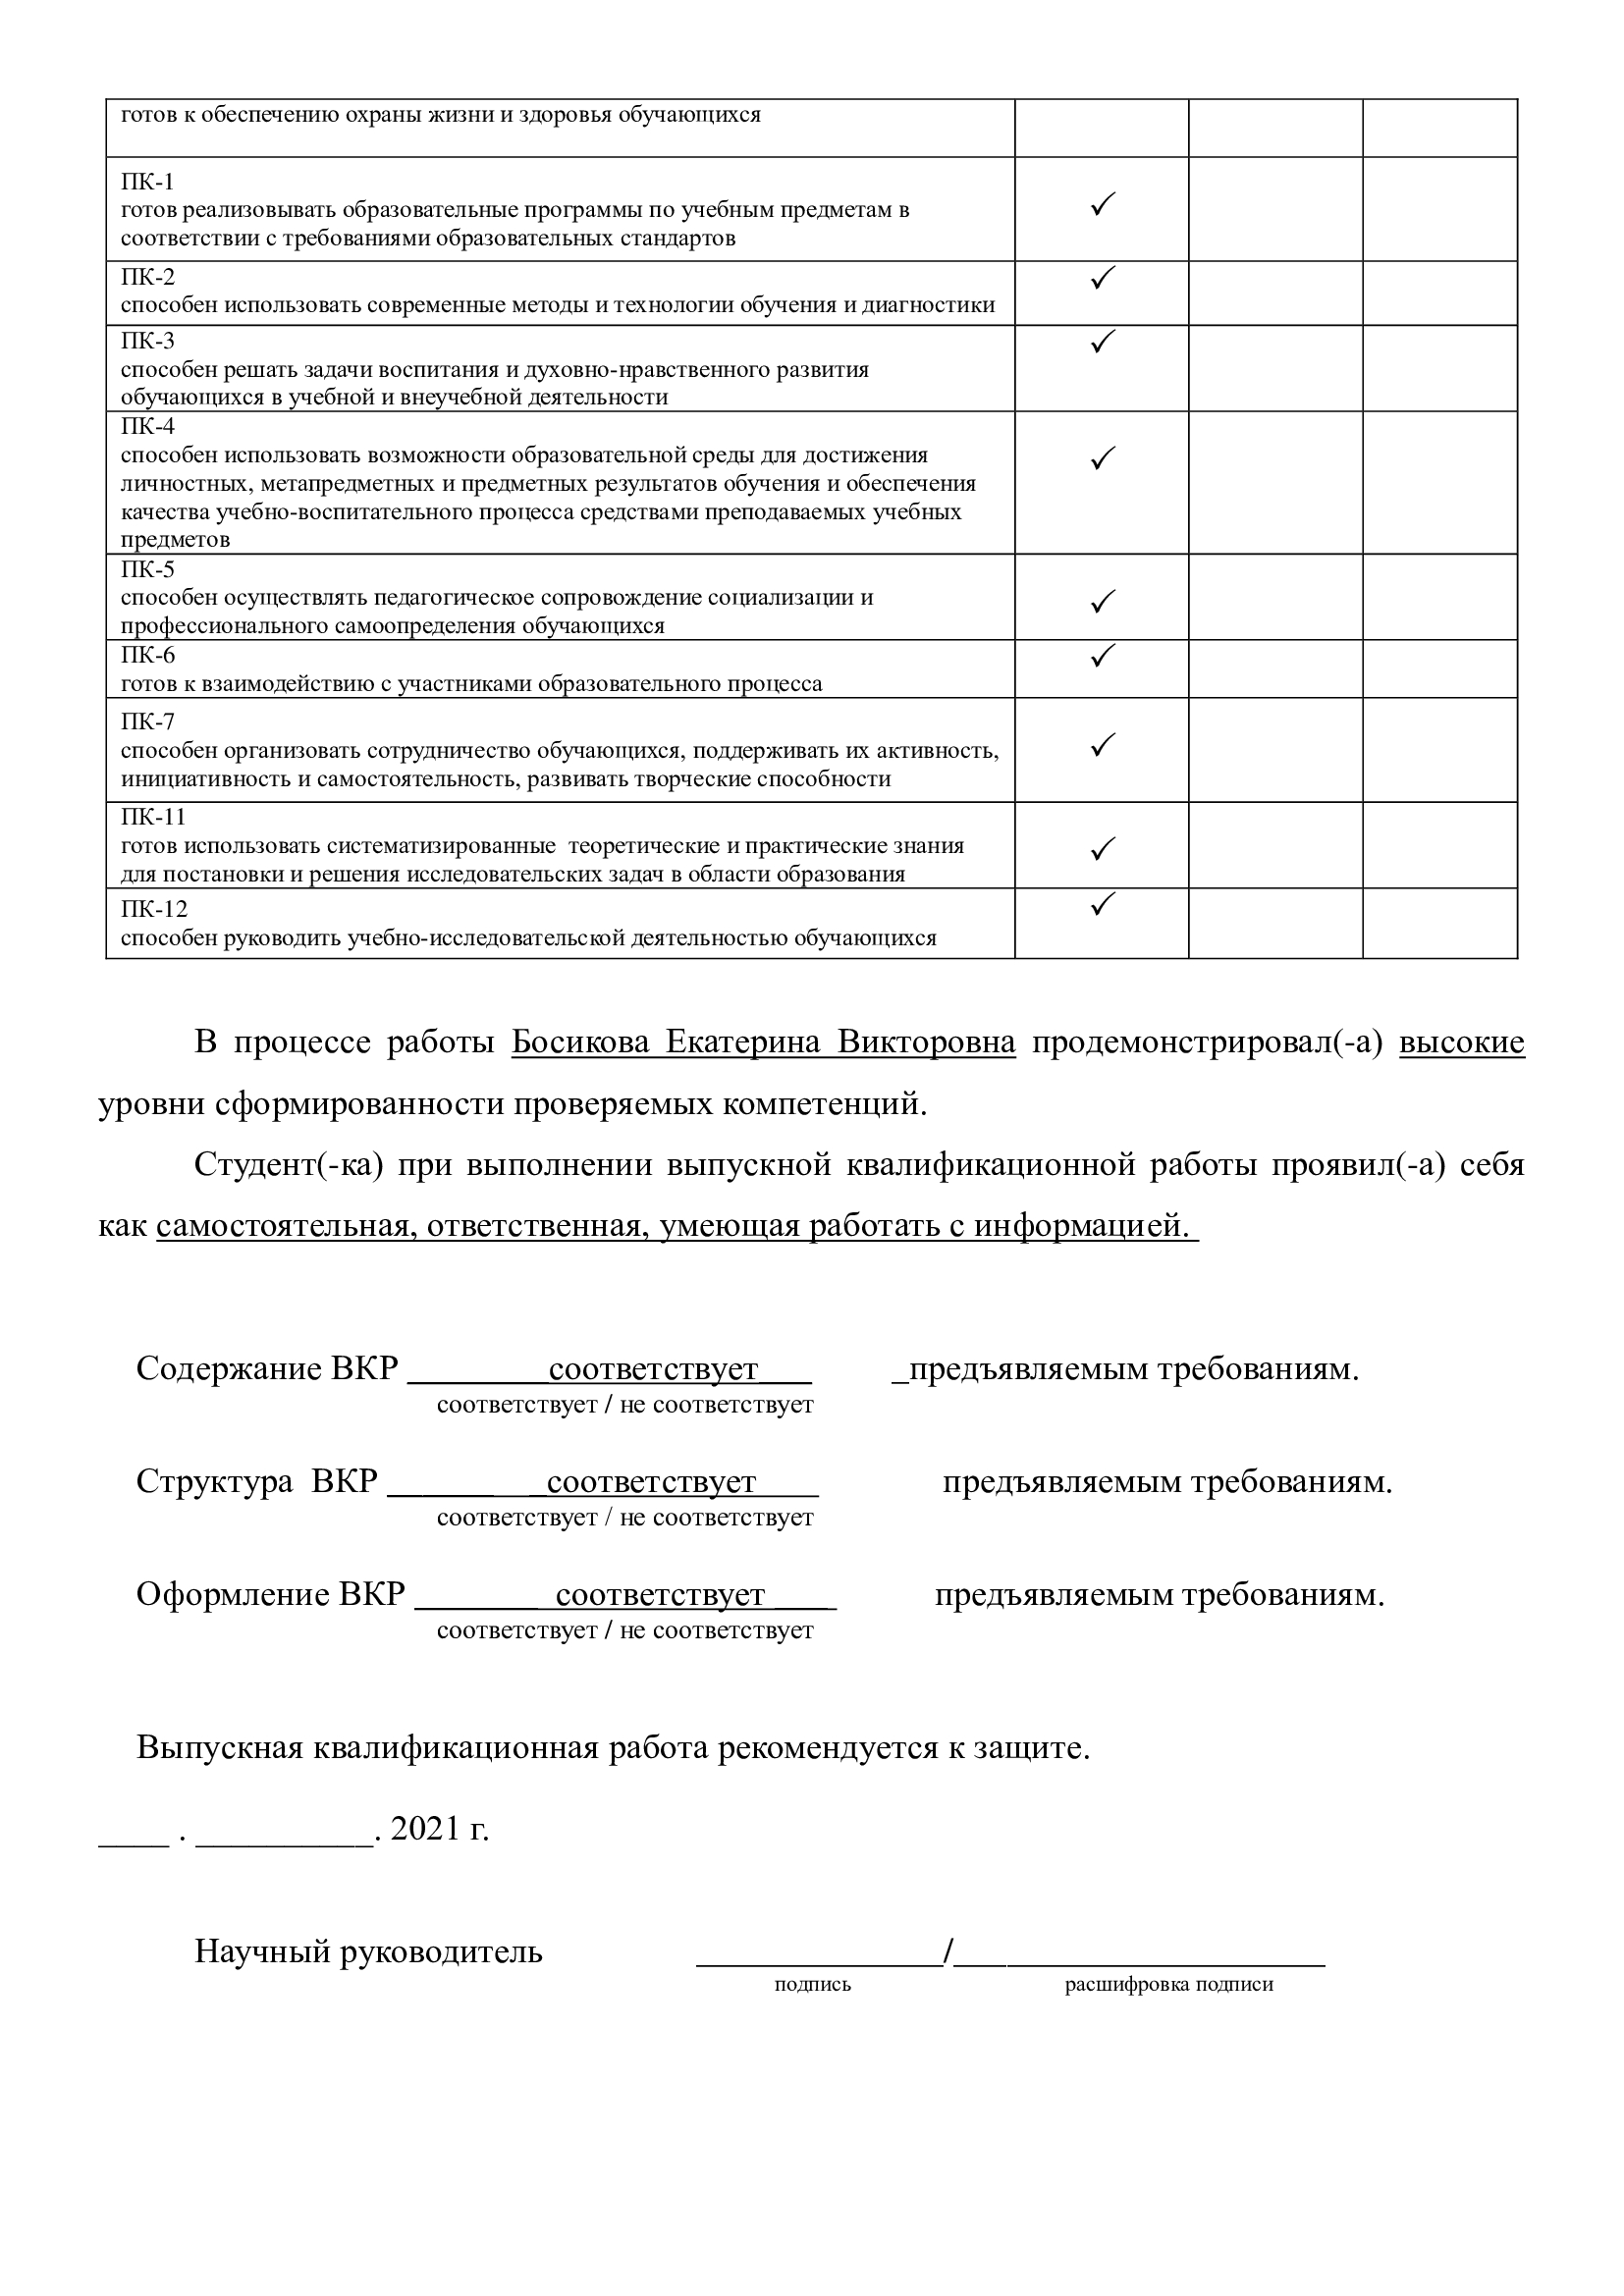 готов к обеспечению охраны жизни и здоровья обучающихся
ПК-1
готов реализовывать образовательные программы по учебным предметам в
соответствии с требованиями образовательных стандартов
✓
ПК-2
способен использовать современные методы и технологии обучения и диагностики
✓
ПК-3
способен решать задачи воспитания и духовно-нравственного развития
обучающихся в учебной и внеучебной деятельности
✓
ПК-4
способен использовать возможности образовательной среды для достижения
личностных, метапредметных и предметных результатов обучения и обеспечения
качества учебно-воспитательного процесса средствами преподаваемых учебных
предметов
✓
ПК-5
способен осуществлять педагогическое сопровождение социализации и
профессионального самоопределения обучающихся
✓
ПК-6
готов к взаимодействию с участниками образовательного процесса
✓
ПК-7
способен организовать сотрудничество обучающихся, поддерживать их активность,
инициативность и самостоятельность, развивать творческие способности
✓
ПК-11
готов использовать систематизированные теоретические и практические знания
для постановки и решения исследовательских задач в области образования
✓
ПК-12
способен руководить учебно-исследовательской деятельностью обучающихся
✓
В процессе работы Босикова Екатерина Викторовна продемонстрировал(-а) высокие
уровни сформированности проверяемых компетенций.
Студент(-ка) при выполнении выпускной квалификационной работы проявил(-а) себя
как самостоятельная, ответственная, умеющая работать с информацией.
Содержание ВКР ________соответствует___ _предъявляемым требованиям.
соответствует / не соответствует
Структура ВКР ______ _соответствует___ предъявляемым требованиям.
соответствует / не соответствует
Оформление ВКР _______ соответствует ___ предъявляемым требованиям.
соответствует / не соответствует
Выпускная квалификационная работа рекомендуется к защите.
____ . __________. 2021 г.
Научный руководитель ______________/_____________________
подпись расшифровка подписи